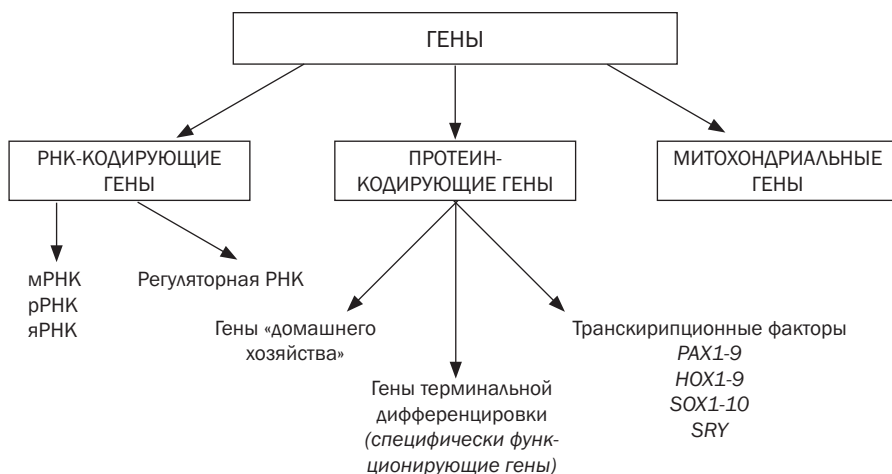 ГЕНЫ
РНК-КОДИРУЮЩИЕ
ГЕНЫ
ПРОТЕИН-
КОДИРУЮЩИЕ ГЕНЫ
МИТОХОНДРИАЛЬНЫЕ
ГЕНЫ
мРНК
рРНК
яРНК
Регуляторная РНК
Гены «домашнего
хозяйства»
Гены терминальной
дифференцировки
(специфически функ-
ционирующие гены)
Транскирипционные факторы
PAX1-9
HOX1-9
SOX1-10
SRY